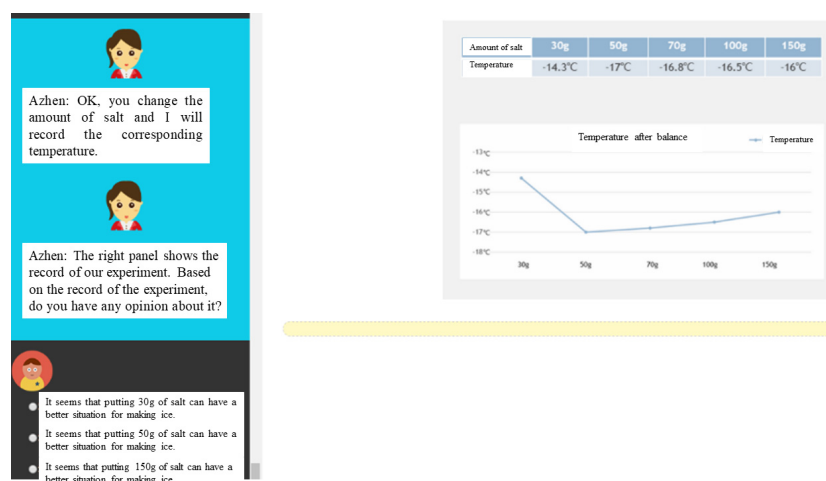 Azhen: OK, you change the
amount of salt and I will
record the corresponding
temperature.
Azhen: The right panel shows the
record of our experiment. Based
on the record of the experiment,
do you have any opinion about it?
It seems that putting 30g of salt can have a
better situation for making ice.
It seems that putting 50g of salt can have a
better situation for making ice.
It seems that putting 150g of salt can have a
better situation for making ice
Amount of salt 30g 50g 70g 100g 150g
Temperature -14.3℃ -17℃ -16.8℃ -16.5℃ -16℃
Temperature after balance
Temperature
-13℃
-14℃
-15℃
-16℃
-17℃
-18℃
30g 50g 70g 100g 150g